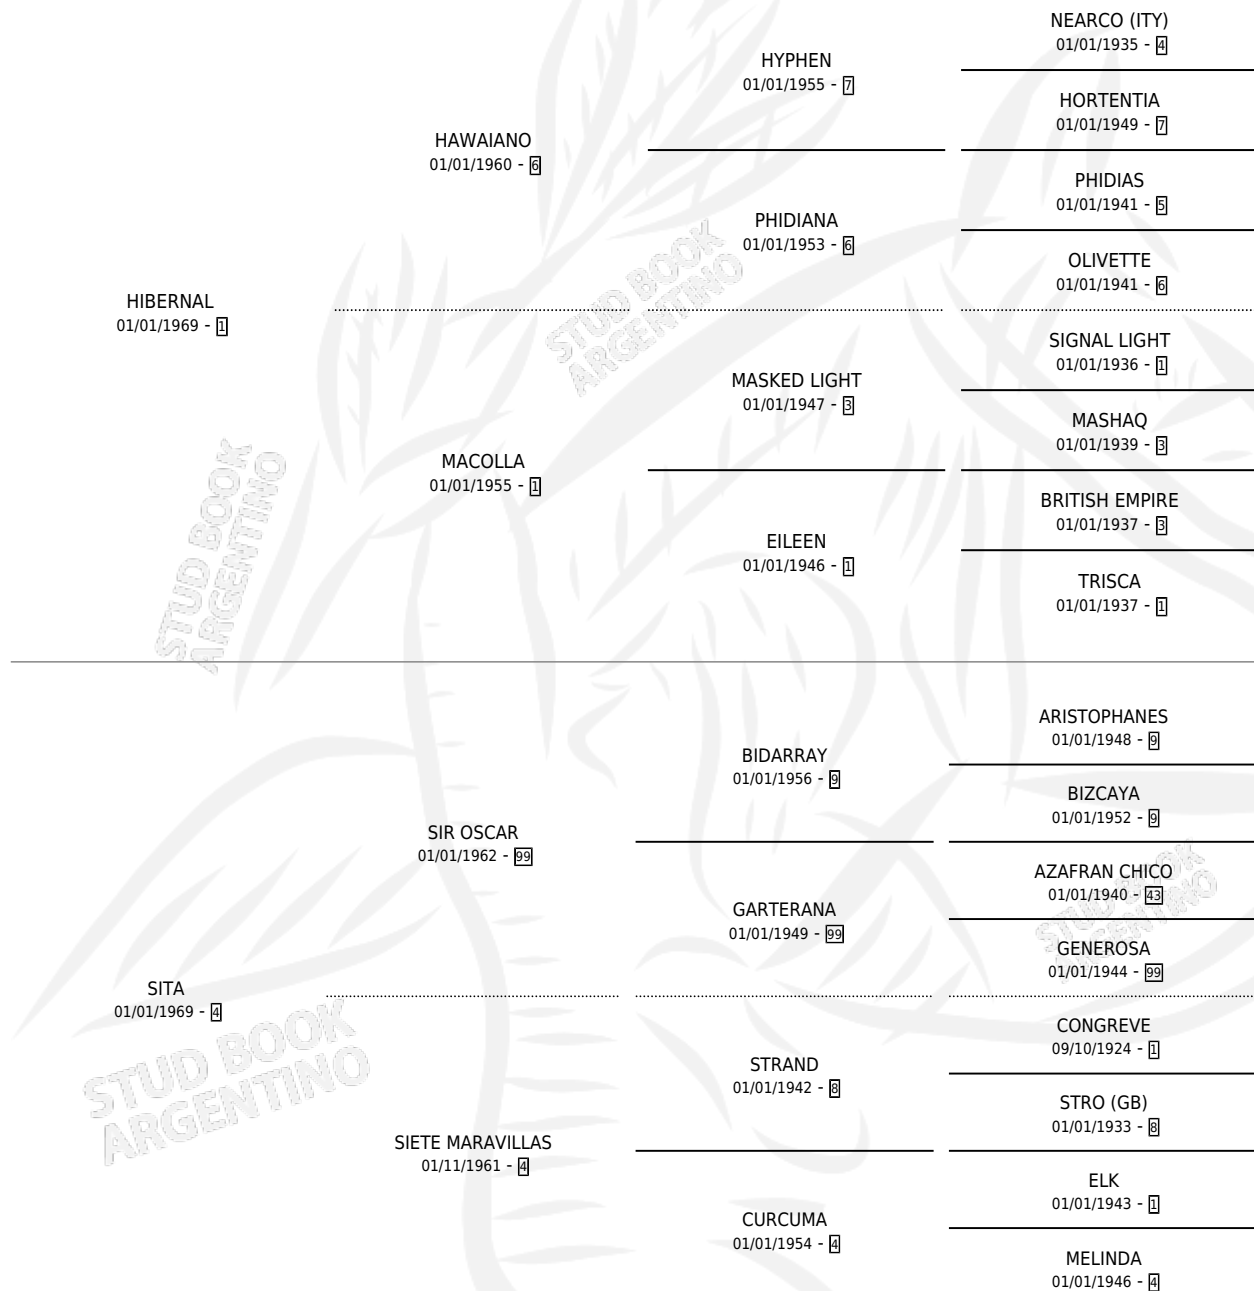 NEARCO (ITY)
01/01/1935 - 4
HYPHEN
01/01/1955 - 7
HORTENTIA
01/01/1949 - 7
HAWAIANO
01/01/1960 - 6
PHIDIAS
01/01/1941 - 5
PHIDIANA
01/01/1953 - 6
OLIVETTE
01/01/1941 - 6
HIBERNAL
01/01/1969 - 1
STUD BOOK
ARGENTINO
SIGNAL LIGHT
01/01/1936 - 1
MASKED LIGHT
01/01/1947 - 3
MASHAQ
01/01/1939 - 3
MACOLLA
01/01/1955 - 1
BRITISH EMPIRE
01/01/1937 - 3
EILEEN
01/01/1946 - 1
TRISCA
01/01/1937 - 1
STUD BOOK
ARGENTINO
ARISTOPHANES
01/01/1948 - 9
BIDARRAY
01/01/1956 - 9
BIZCAYA
01/01/1952 - 9
SIR OSCAR
01/01/1962 - 99
AZAFRAN CHICO
01/01/1940 - 43
STUD BOOK
ARGENTINO
GARTERANA
01/01/1949 - 99
GENEROSA
01/01/1944 - 99
SITA
01/01/1969 - 4
STUD BOOK
ARGENTINO
CONGREVE
09/10/1924 - 1
STRAND
01/01/1942 - 8
STRO (GB)
01/01/1933 - 8
SIETE MARAVILLAS
01/11/1961 - 4
ELK
01/01/1943 - 1
CURCUMA
01/01/1954 - 4
MELINDA
01/01/1946 - 4